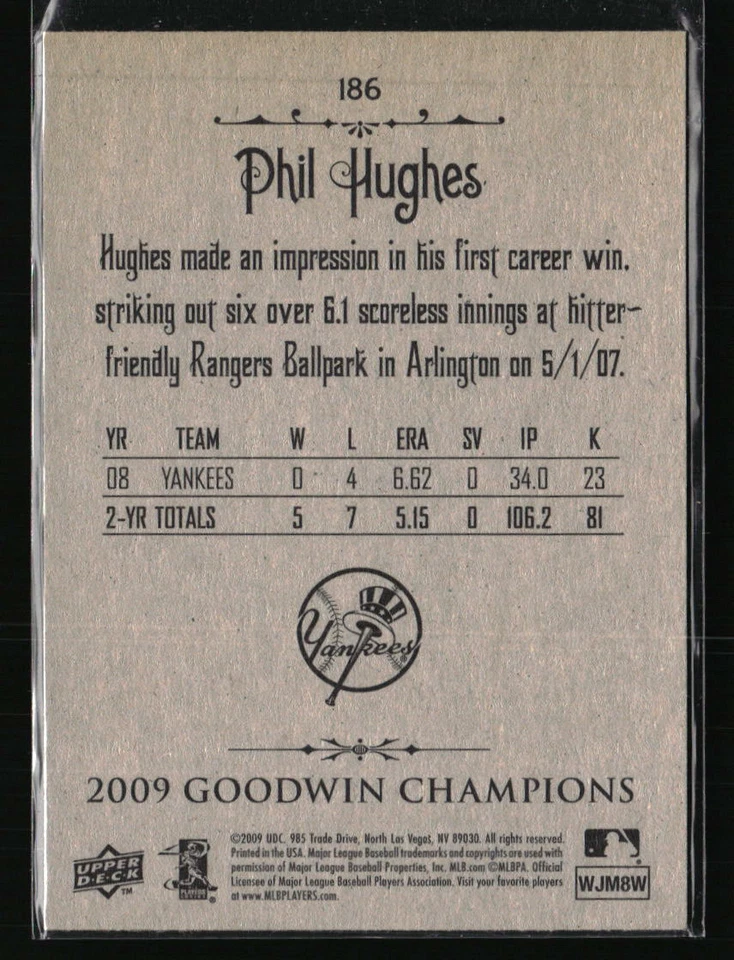 186
Phil Hughes
Hughes made an impression in his first career win,
striking out six over 6.1 scoreless innings at hitter-
friendly Rangers Ballpark in Arlington on 5/1/07.
YR TEAM W L ERA SV IP K
08 YANKEES 0 4 6.62 0 34.0 23
2-YR TOTALS 5 7 5.15 0 106.2 81
Yankees
2009 GOODWIN CHAMPIONS
UPPER
DECK
TM
PLAYERS
CHOICE
®
©2009 UDC. 985 Trade Drive, North Las Vegas, NV 89030. All rights reserved.
Printed in the USA. Major League Baseball trademarks and copyrights are used with
permission of Major League Baseball Properties, Inc. MLB.com ©MLBPA. Official
Licensee of Major League Baseball Players Association. Visit your favorite players
at www.MLBPLAYERS.com.
WJM8W